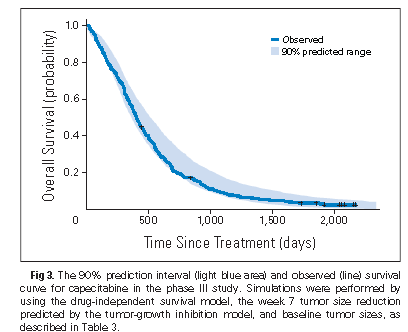 1.0
0.8
0.6
0.4
0.2
Overall Survival (probability)
Observed
90% predicted range
500
1,000
1,500
2,000
Time Since Treatment (days)
Fig 3. The 90% prediction interval (light blue area) and observed (line) survival
curve for capecitabine in the phase III study. Simulations were performed by
using the drug-independent survival model, the week 7 tumor size reduction
predicted by the tumor-growth inhibition model, and baseline tumor sizes, as
described in Table 3.